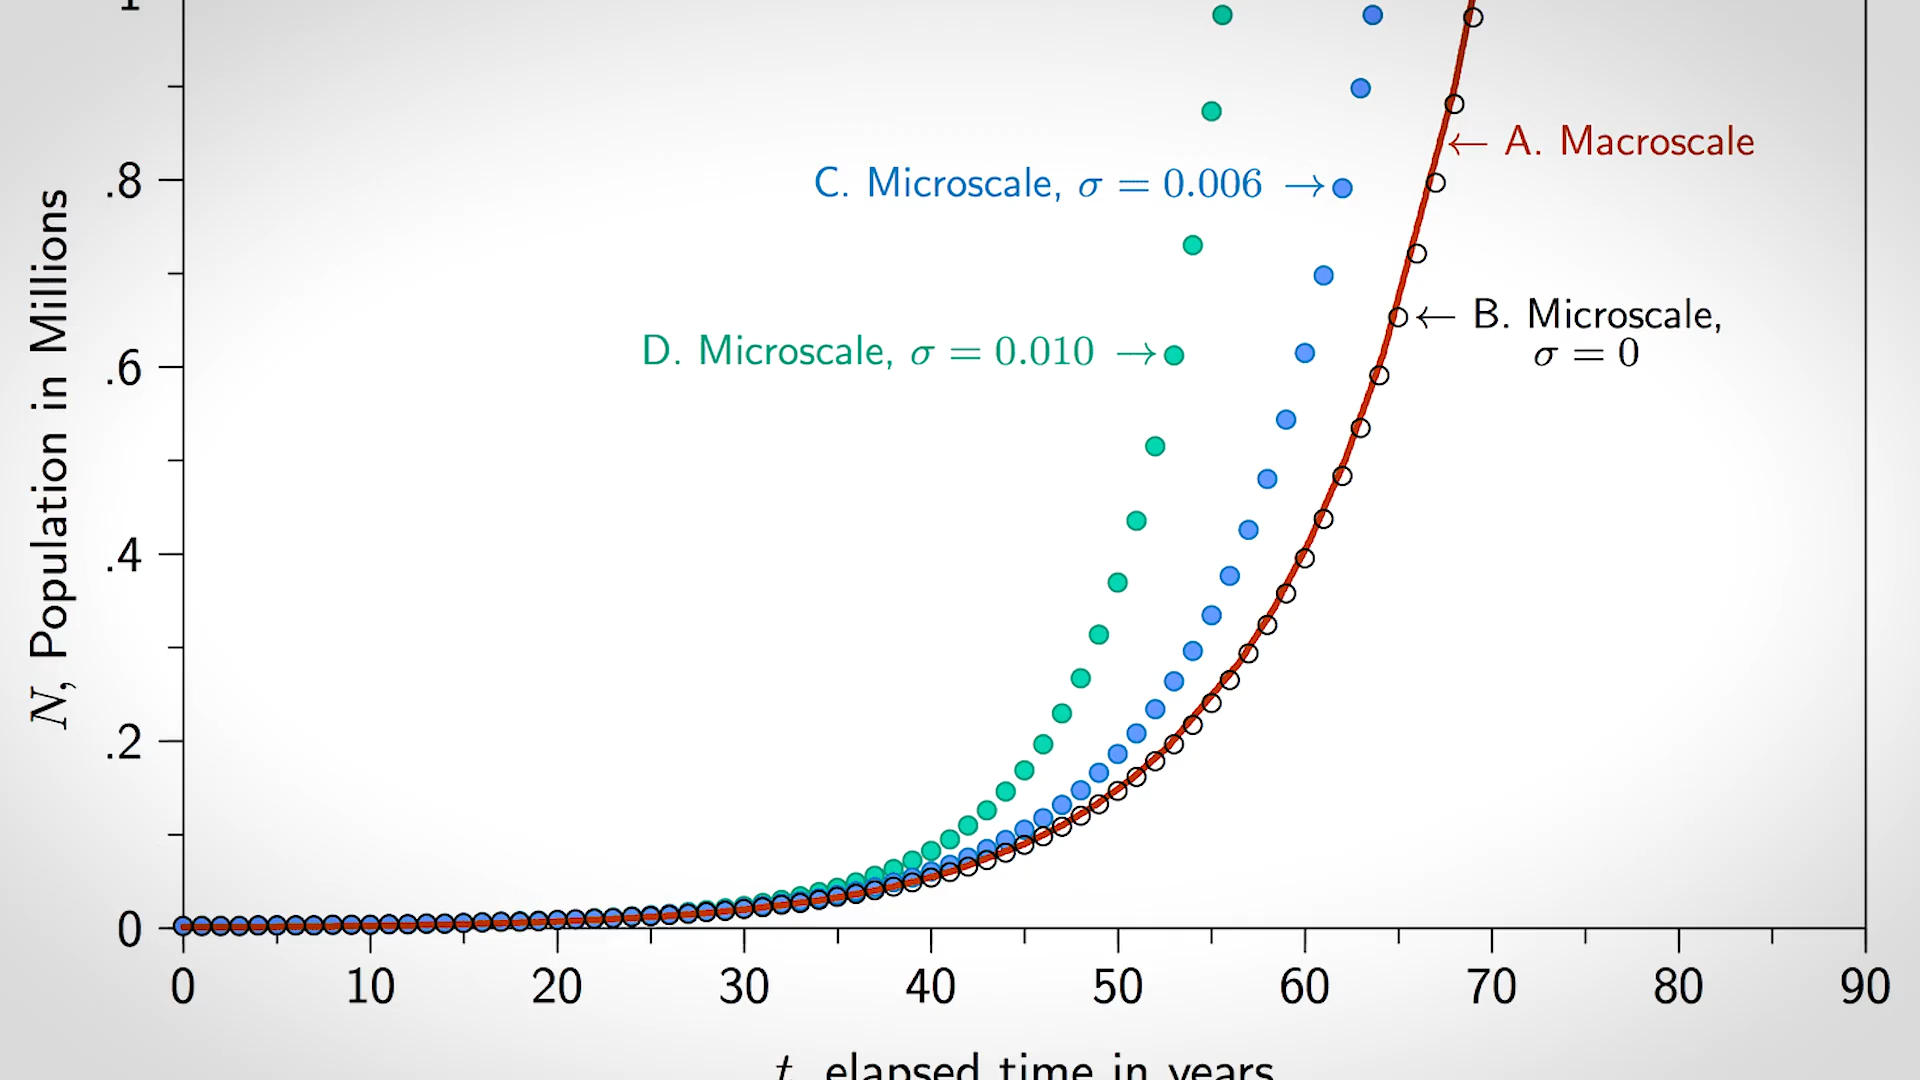 1
A. Macroscale
C. Microscale, σ = 0.006
.8
B. Microscale,
σ = 0
D. Microscale, σ = 0.010
.6
.4
.2
0
N, Population in Millions
0 10 20 30 40 50 60 70 80 90
t, elapsed time in years